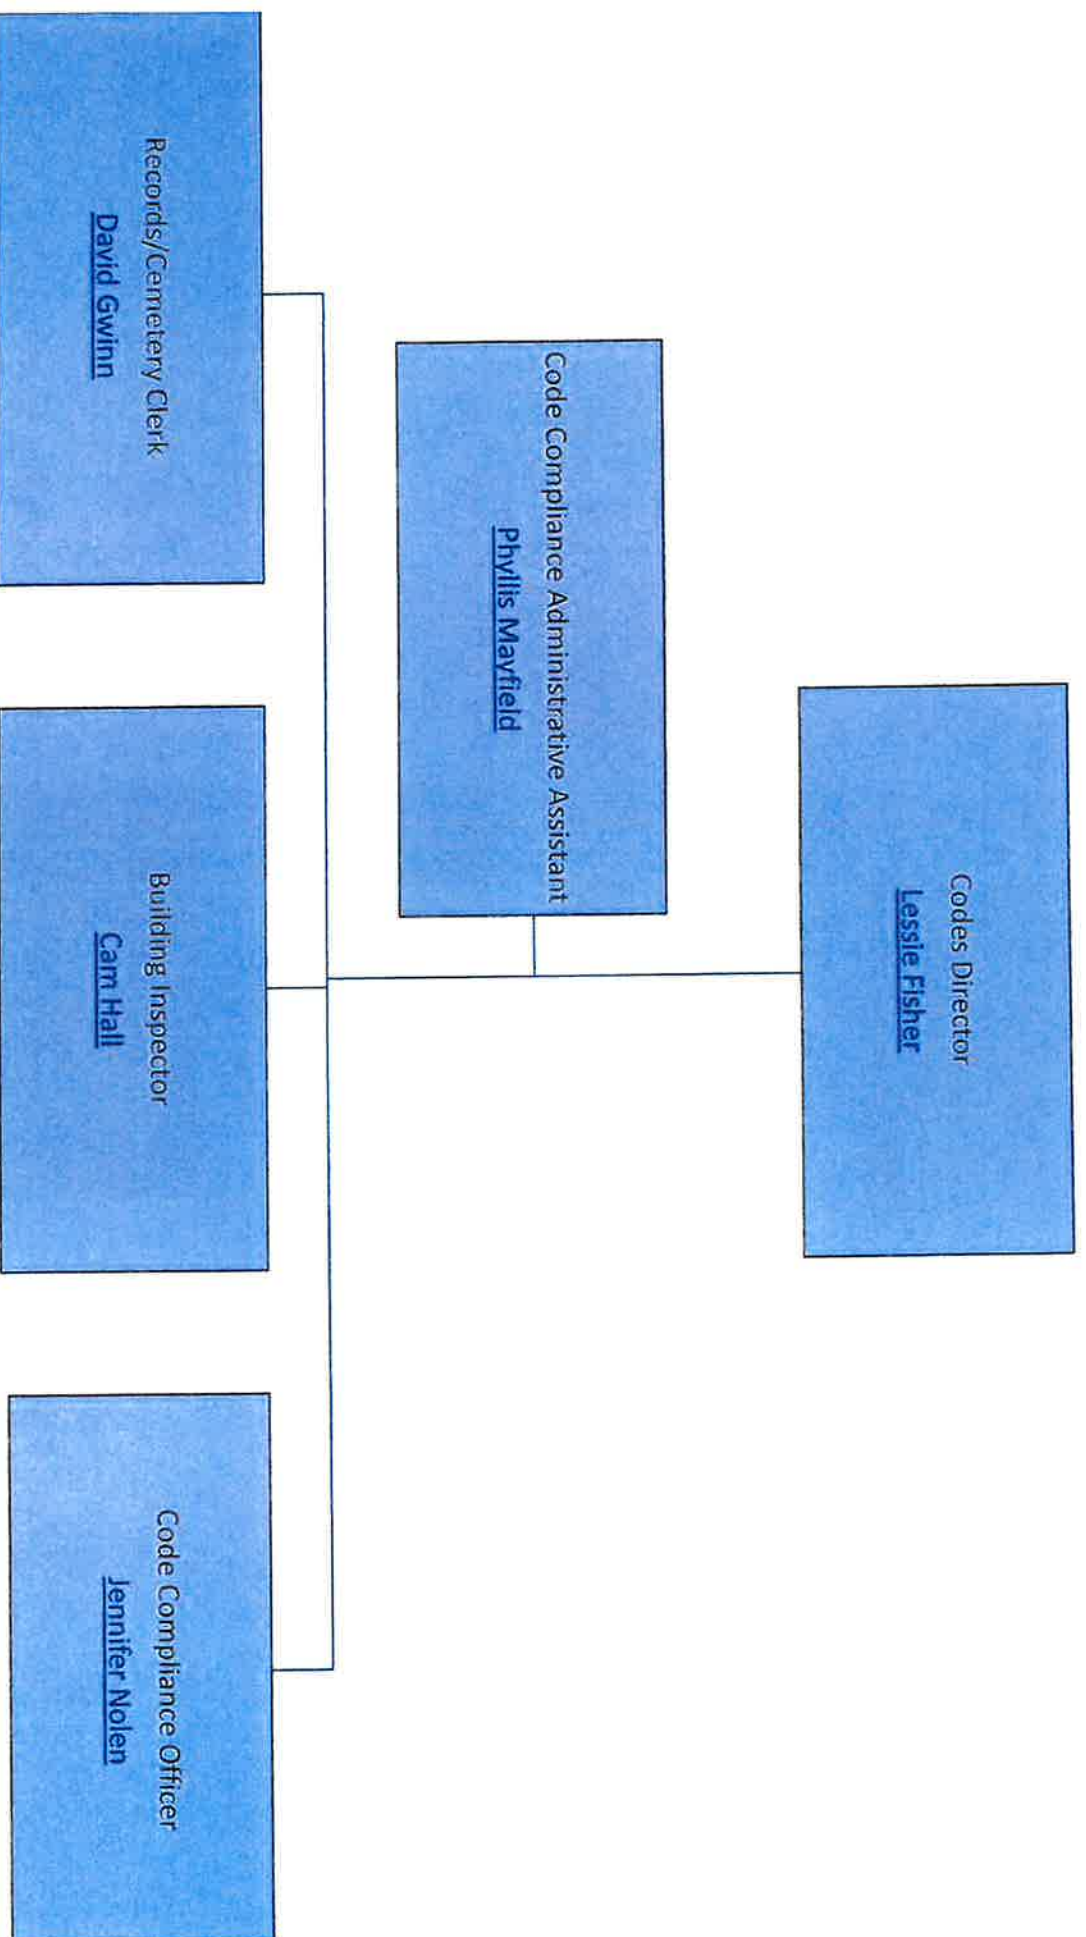 Codes Director
Lessie Fisher
Code Compliance Administrative Assistant
Phyllis Mayfield
Records/Cemetery Clerk
David Gwinn
Building Inspector
Cam Hall
Code Compliance Officer
Jennifer Nolen